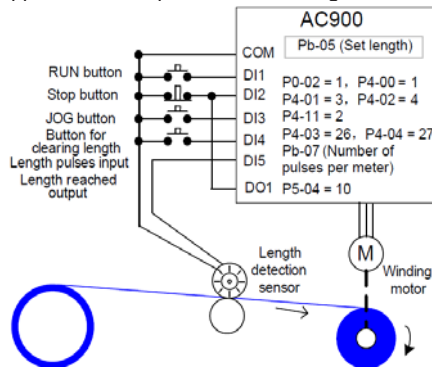 AC900
Pb-05 (Set length)
COM
RUN button
DI1
P0-02 = 1, P4-00 = 1
Stop button
DI2
P4-01 = 3, P4-02 = 4
P4-11 = 2
JOG button
DI3
P4-03 = 26, P4-04 = 27
Button for
clearing length
DI4
Pb-07 (Number of
pulses per meter)
Length pulses input
DI5
Length reached
output
DO1
P5-04 = 10
Length
detection
sensor
M
Winding
motor